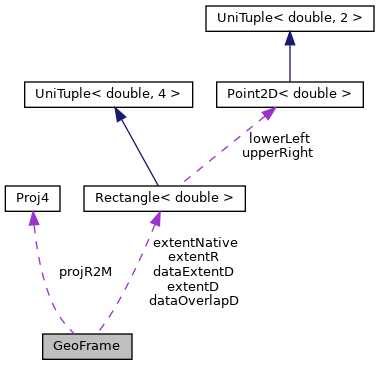 UniTuple< double, 2 >
UniTuple< double, 4 >
Point2D< double >
lowerLeft
upperRight
Proj4
Rectangle< double >
projR2M
extentNative
extentR
dataExtentD
extentD
dataOverlapD
GeoFrame